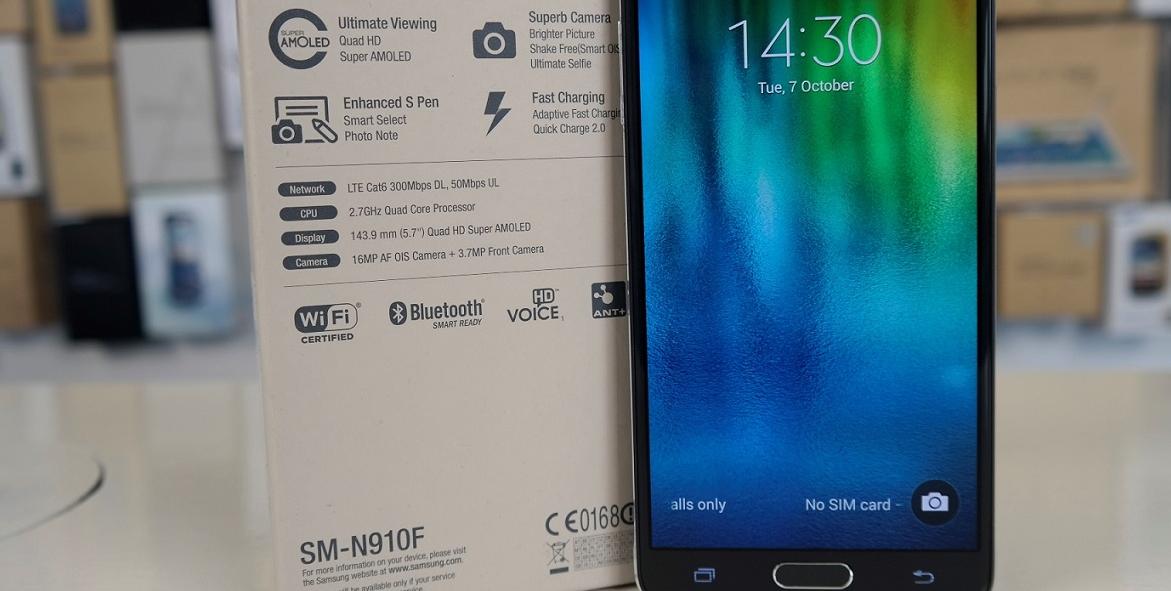 SUPER
AMOLED
Ultimate Viewing
Quad HD
Super AMOLED
Superb Camera
Brighter Picture
Shake Free(Smart OIS
Ultimate Selfie
Enhanced S Pen
Smart Select
Photo Note
Fast Charging
Adaptive Fast Chargin
Quick Charge 2.0
Network LTE Cat6 300Mbps DL, 50Mbps UL
CPU 2.7GHz Quad Core Processor
Display 143.9 mm (5.7") Quad HD Super AMOLED
Camera 16MP AF OIS Camera + 3.7MP Front Camera
Wi Fi®
CERTIFIED
Bluetooth®
SMART READY
HD™
VOICE
ANT+
CE0168
SM-N910F
For more information on your device, please visit
the Samsung website at www.samsung.com.
be available only if your service
14:30
Tue, 7 October
alls only
No SIM card -